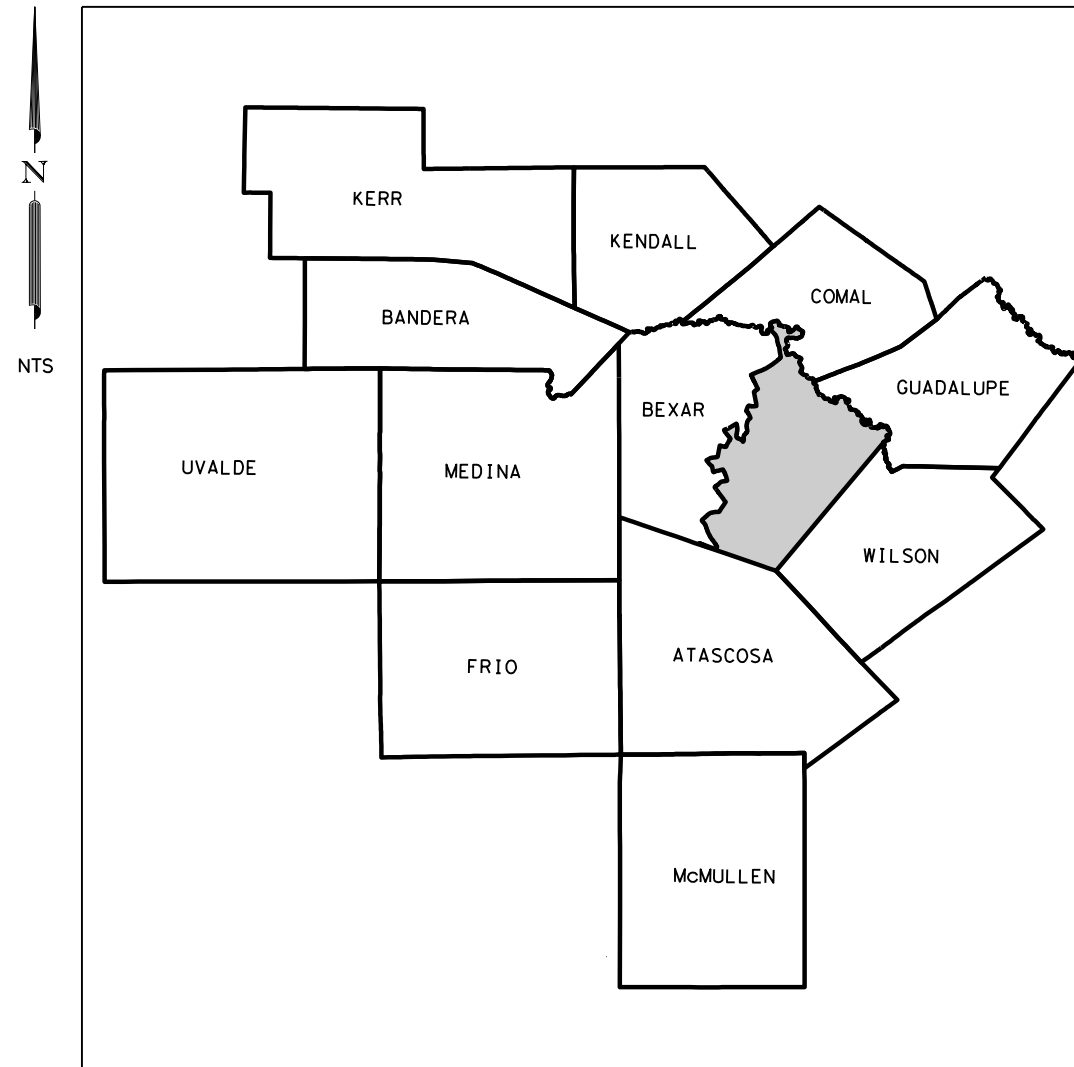 N
NTS
KERR
KENDALL
COMAL
BANDERA
GUADALUPE
BEXAR
UVALDE
MEDINA
WILSON
FRIO
ATASCOSA
McMULLEN